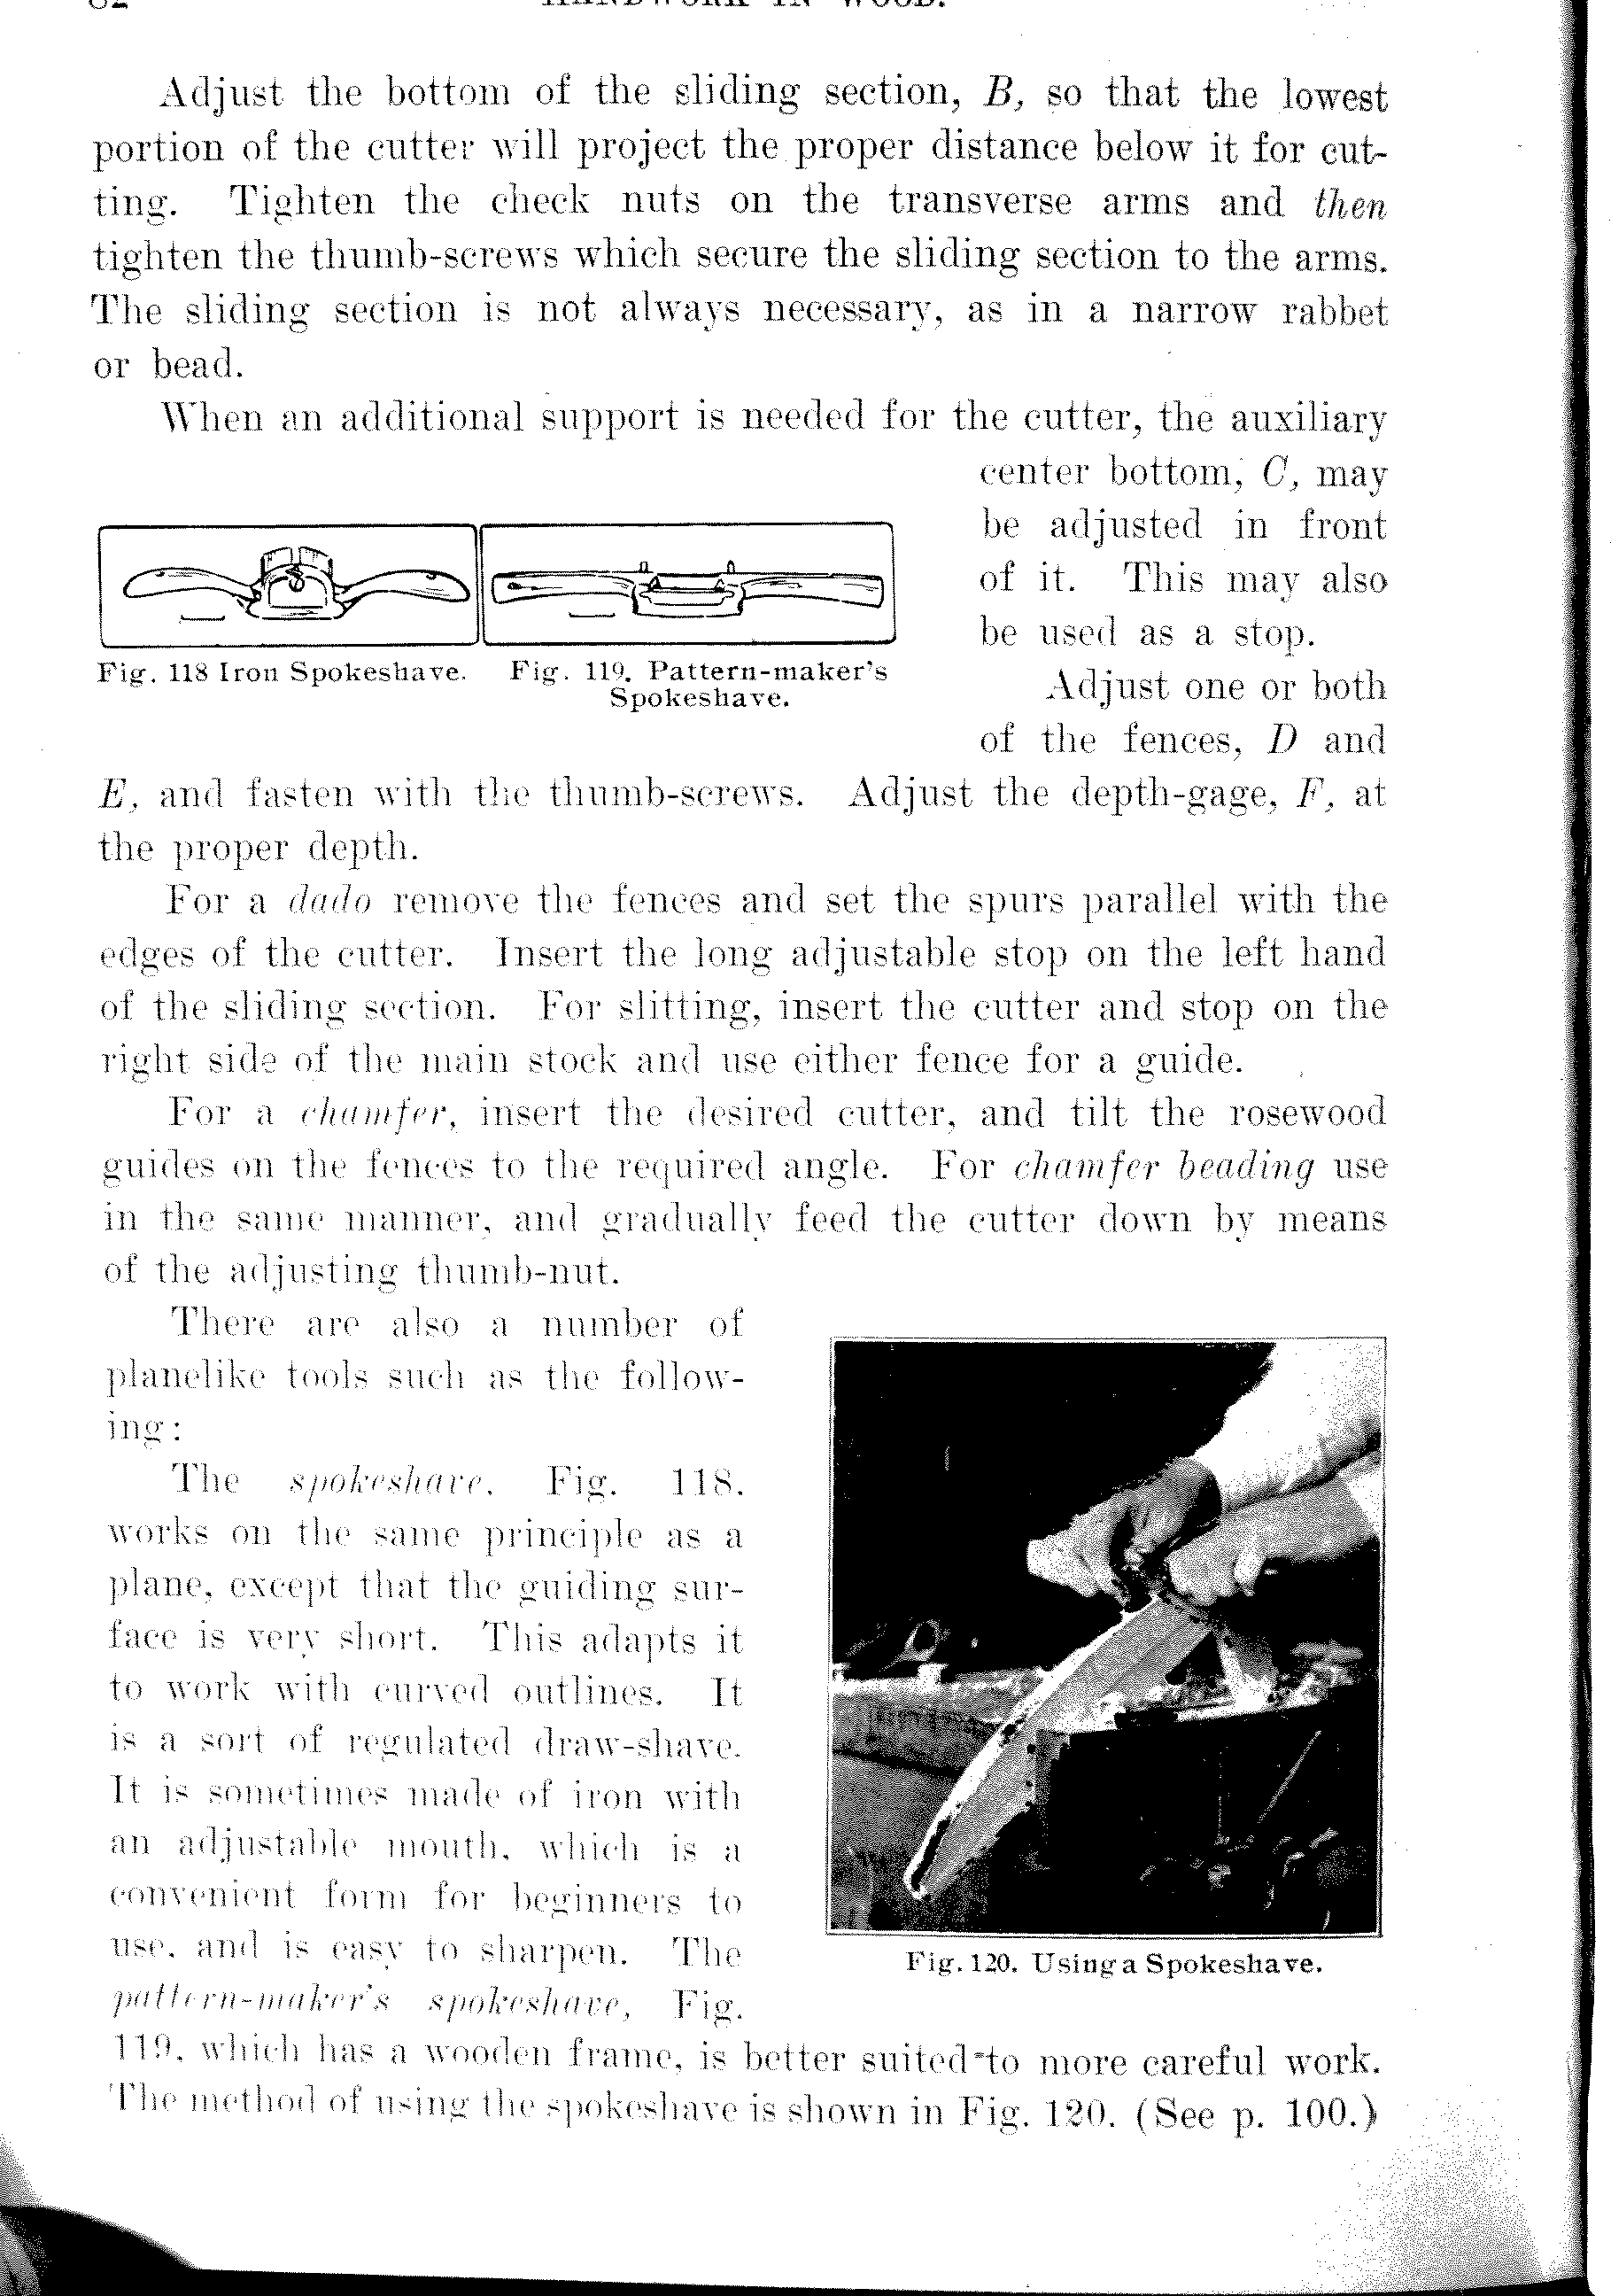 82 HANDWORK IN WOOD.
Adjust the bottom of the sliding section, B, so that the lowest
portion of the cutter will project the proper distance below it for cut-
ting. Tighten the check nuts on the transverse arms and then
tighten the thumb-screws which secure the sliding section to the arms.
The sliding section is not always necessary, as in a narrow rabbet
or bead.
When an additional support is needed for the cutter, the auxiliary
center bottom, C, may
be adjusted in front
of it. This may also
be used as a stop.
Fig. 118 Iron Spokeshave.
Fig. 119. Pattern-maker's
Spokeshave.
Adjust one or both
of the fences, D and
E, and fasten with the thumb-screws. Adjust the depth-gage, F, at
the proper depth.
For a dado remove the fences and set the spurs parallel with the
edges of the cutter. Insert the long adjustable stop on the left hand
of the sliding section. For slitting, insert the cutter and stop on the
right side of the main stock and use either fence for a guide.
For a chamfer, insert the desired cutter, and tilt the rosewood
guides on the fences to the required angle. For chamfer beading use
in the same manner, and gradually feed the cutter down by means
of the adjusting thumb-nut.
There are also a number of
planelike tools such as the follow-
ing:
The spokeshave, Fig. 118.
works on the same principle as a
plane, except that the guiding sur-
face is very short. This adapts it
to work with curved outlines. It
is a sort of regulated draw-shave.
It is sometimes made of iron with
an adjustable mouth, which is a
convenient form for beginners to
use, and is easy to sharpen. The
pattern-maker's spokeshave, Fig.
119, which has a wooden frame, is better suited to more careful work.
The method of using the spokeshave is shown in Fig. 120. (See p. 100.)
Fig. 120. Using a Spokeshave.